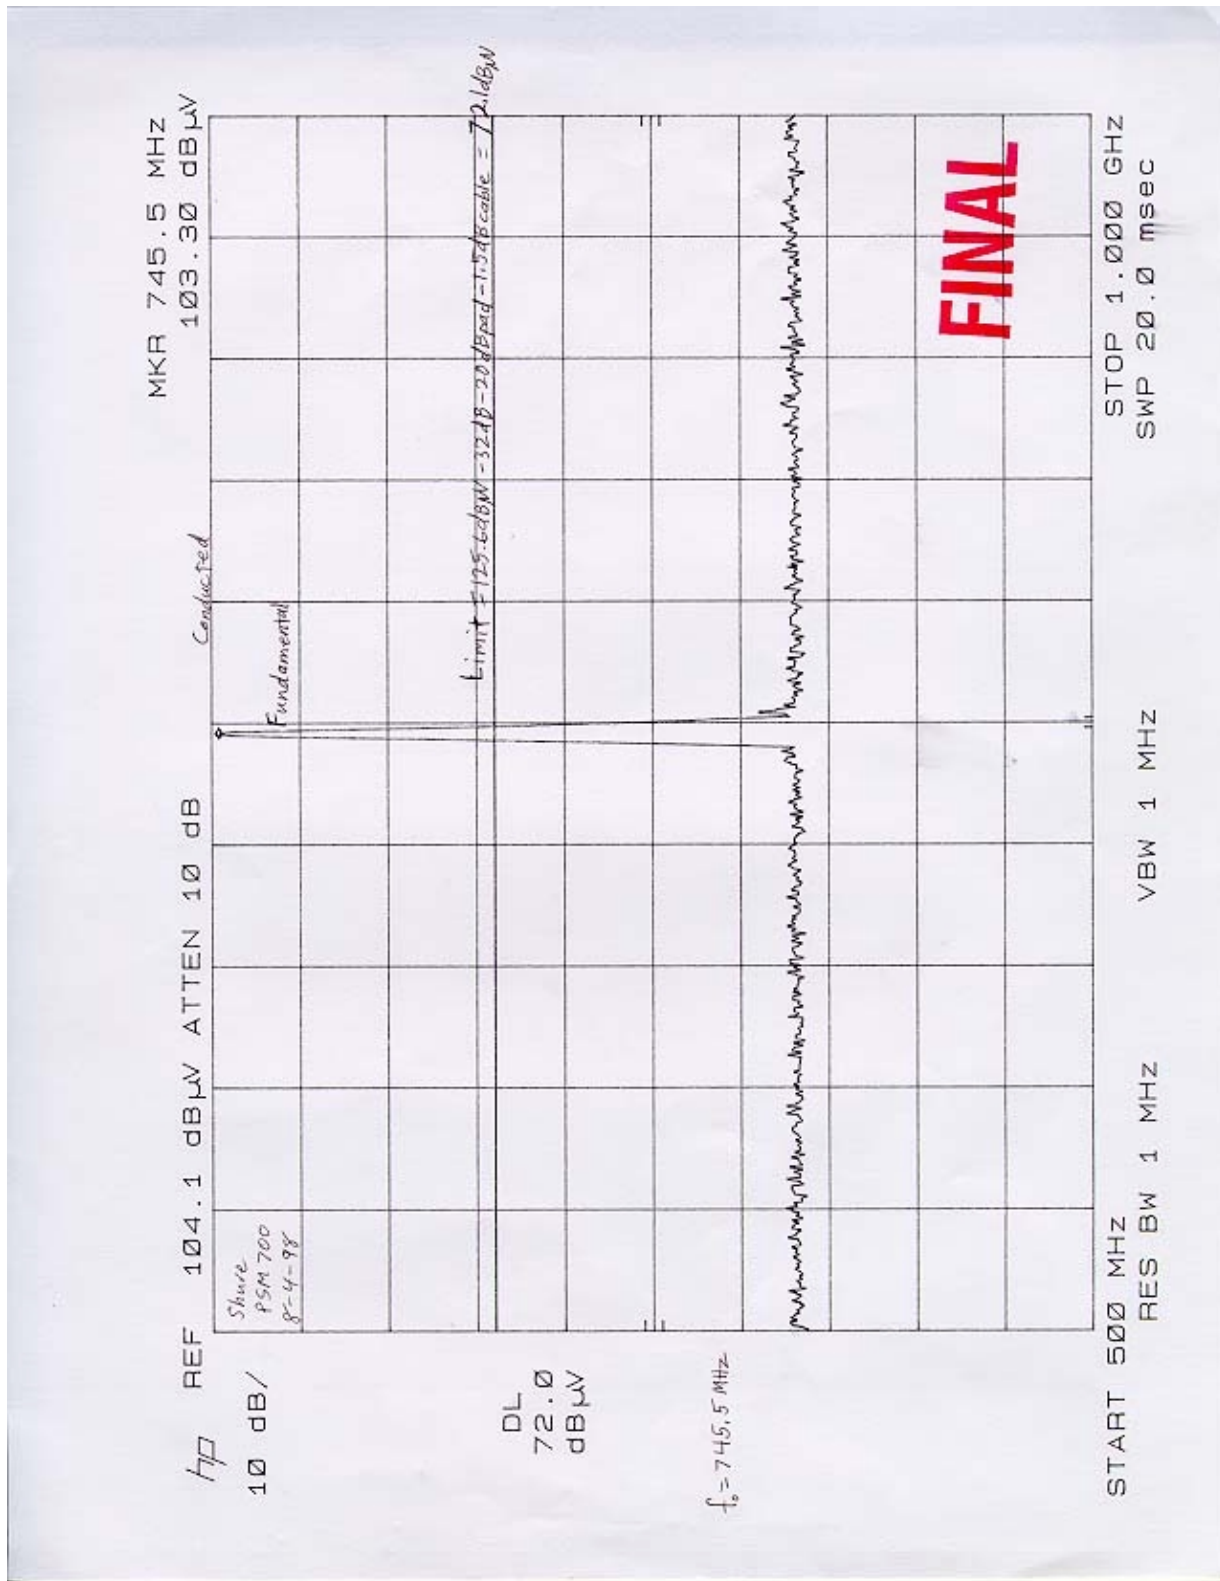 Conducted
MKR 745.5 MHz
hp REF 104.1 dBµV ATTEN 10 dB 103.30 dBµV
10 dB/
Shure
PSM 700
8-4-98
Fundamental
Limit = 125.6dBµV - 32dB - 20dBpad - 1.5dBcable = 72.1dBµV
DL
72.0
dBµV
f₀ = 745.5 MHz
FINAL
START 500 MHz STOP 1.000 GHz
RES BW 1 MHz VBW 1 MHz SWP 20.0 msec